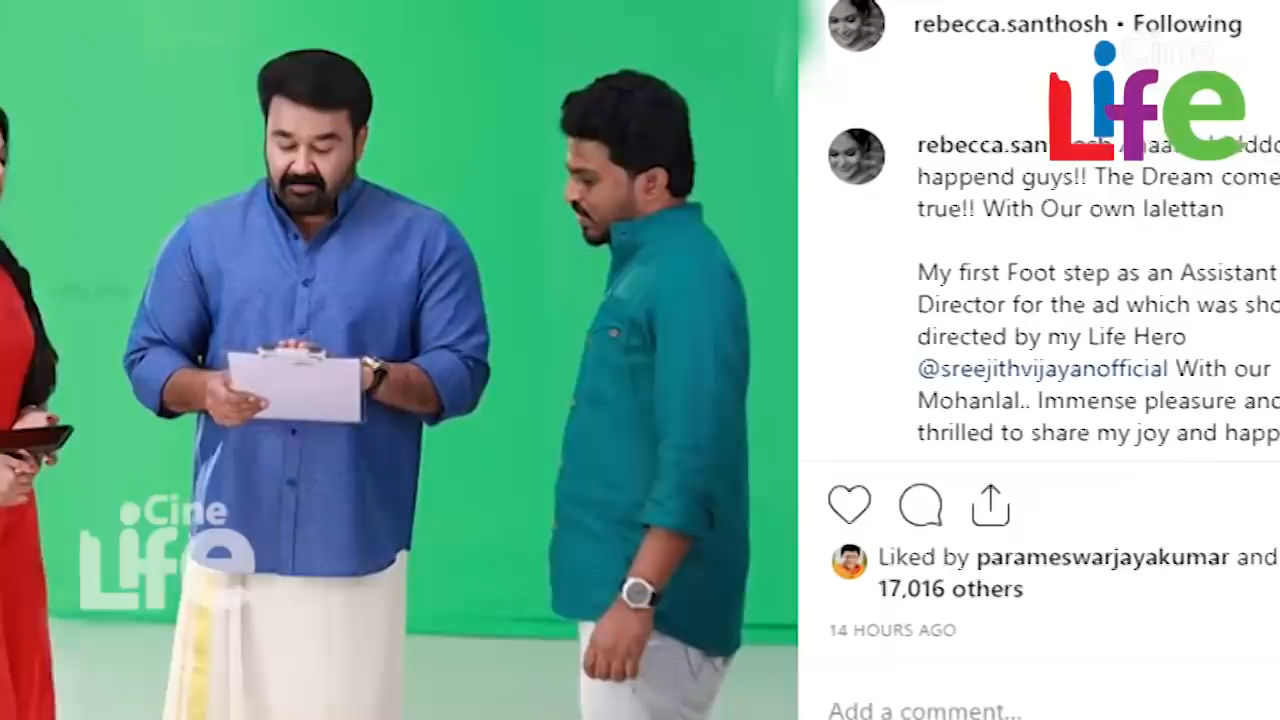 rebecca.santhosh • Following
Cine
Life
rebecca.san
happend guys!! The Dream come
true!! With Our own lalettan
My first Foot step as an Assistant
Director for the ad which was
directed by my Life Hero
@sreejithvijayanofficial With our
Mohanlal.. Immense pleasure
thrilled to share my joy and
Liked by parameswarjayakumar and
17,016 others
14 HOURS AGO
Add a comment...
Cine
Life